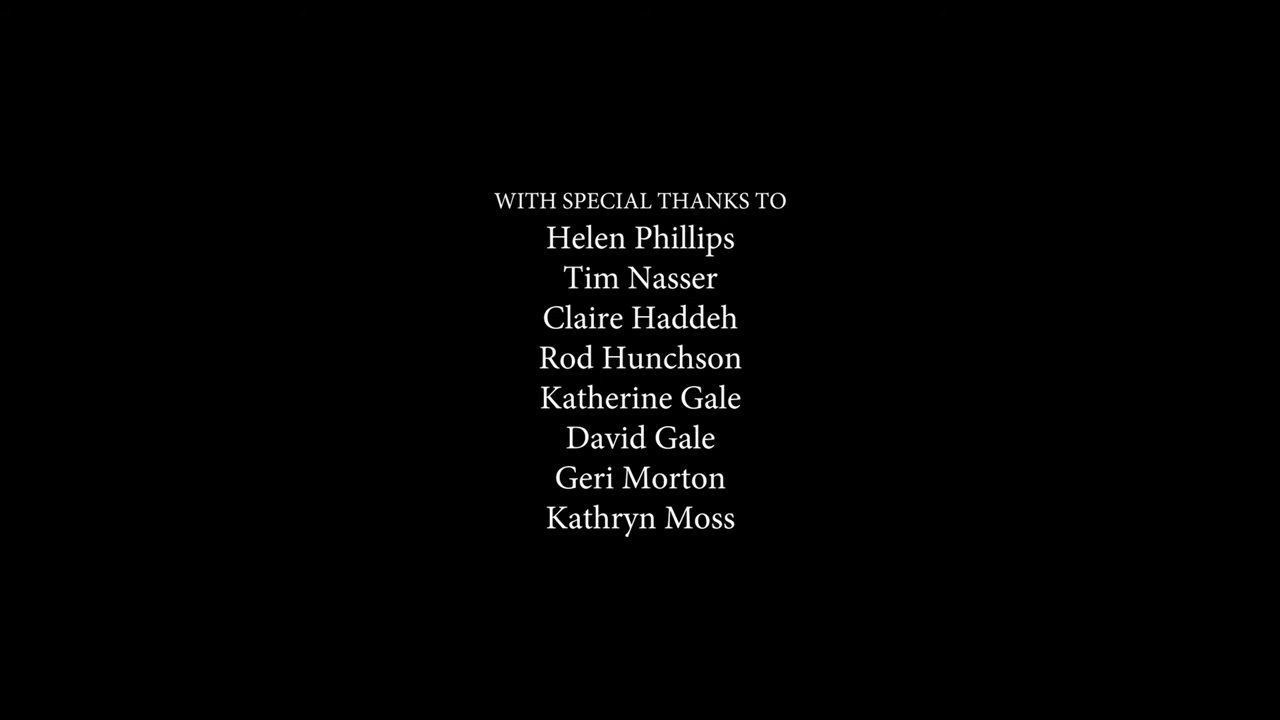 WITH SPECIAL THANKS TO
Helen Phillips
Tim Nasser
Claire Haddeh
Rod Hunchson
Katherine Gale
David Gale
Geri Morton
Kathryn Moss